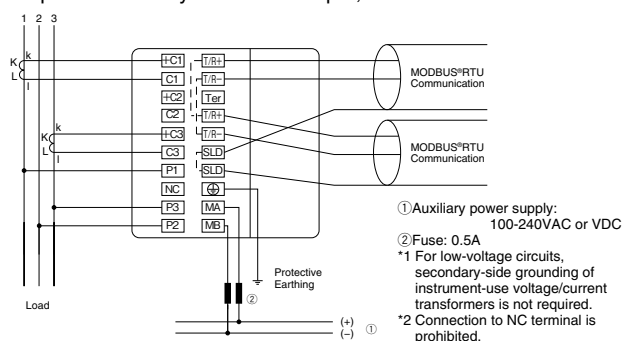 1 2 3
K k
L l
K k
L l
+C1 T/R+
C1 T/R−
+C2 Ter
C2 T/R+
+C3 T/R−
C3 SLD
P1 SLD
NC
P3 MA
P2 MB
MODBUS®RTU
Communication
MODBUS®RTU
Communication
Load
Protective
Earthing
②
(+)
(−) ①
①Auxiliary power supply:
100-240VAC or VDC
②Fuse: 0.5A
*1 For low-voltage circuits,
secondary-side grounding of
instrument-use voltage/current
transformers is not required.
*2 Connection to NC terminal is
prohibited.